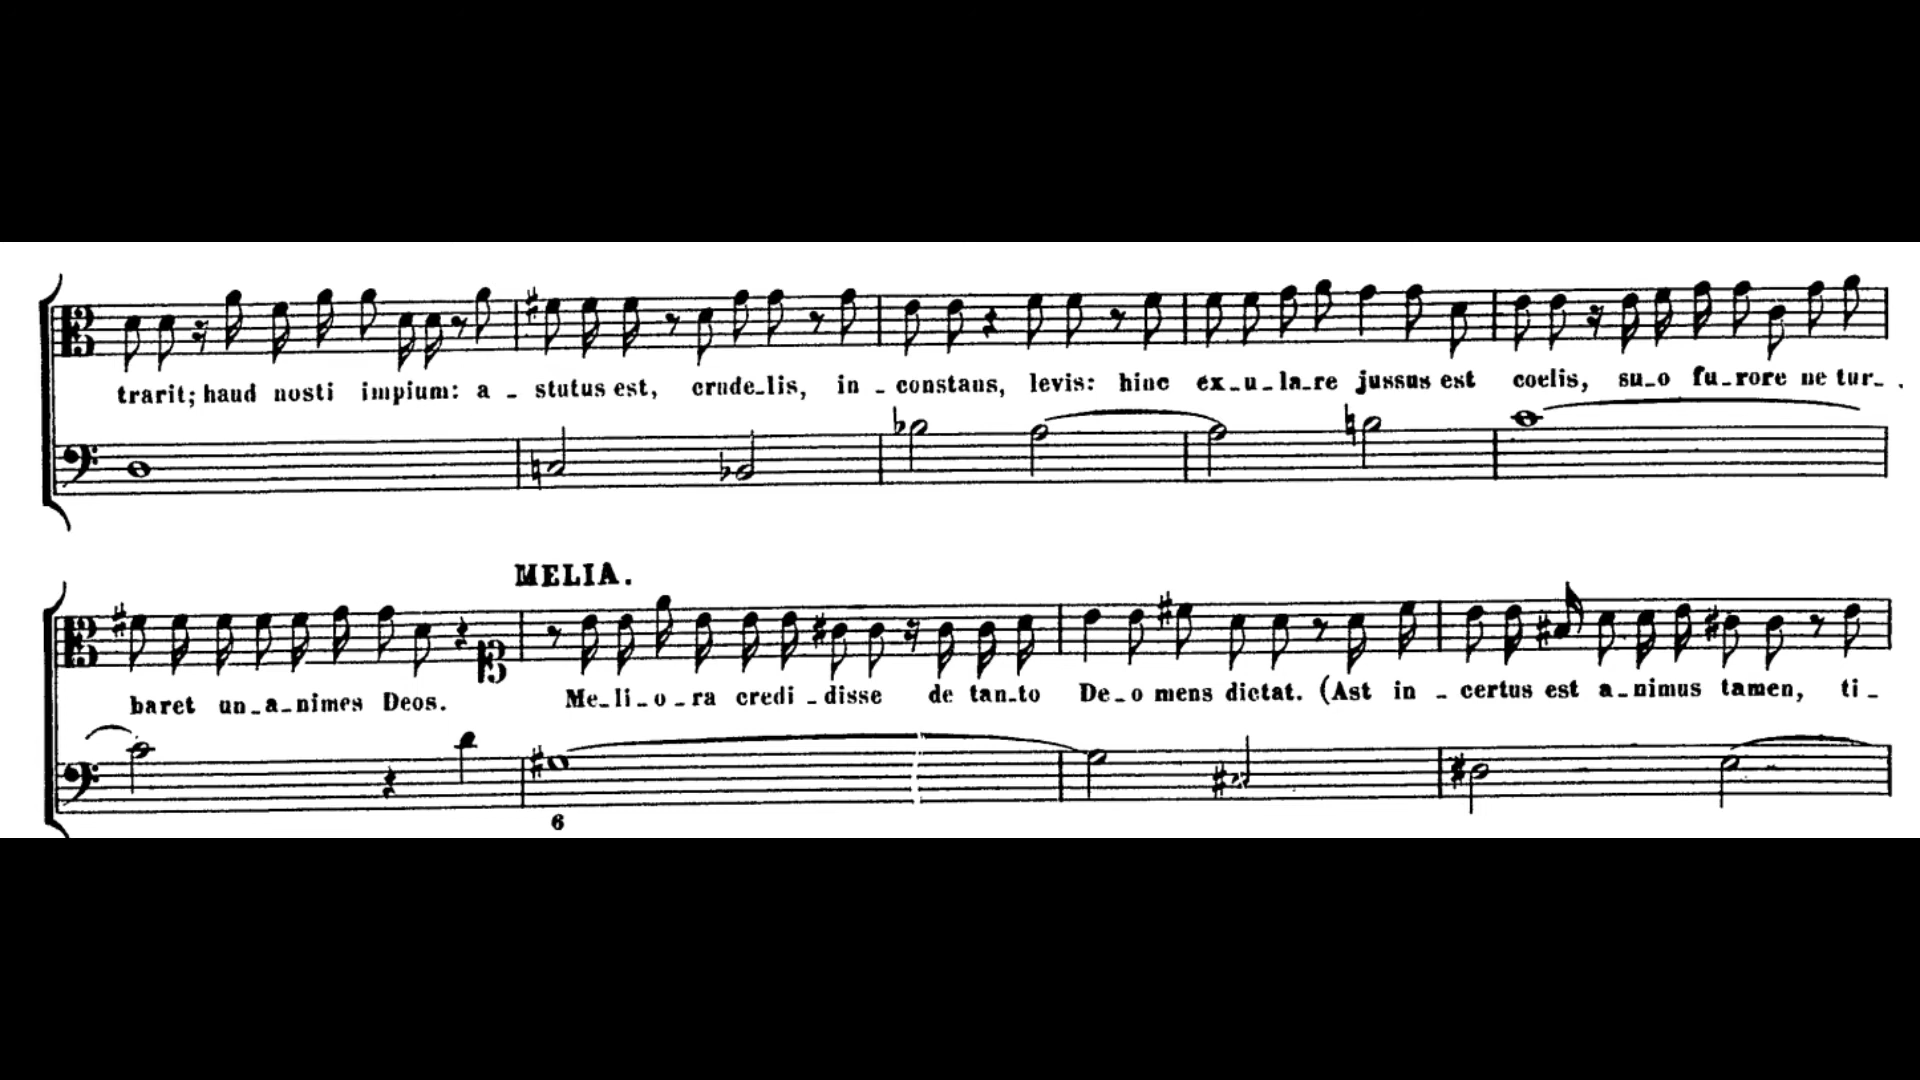 trarit; haud nosti impium: a - stutus est, crude-lis, in - constans, levis: hinc ex-u-la-re jussus est coelis, su-o fu-rore ne tur-
MELIA.
baret un-a-nimes Deos. Me-li-o-ra credi-disse de tan-to De-o mens dictat. (Ast in - certus est a-nimus tamen, ti-
6